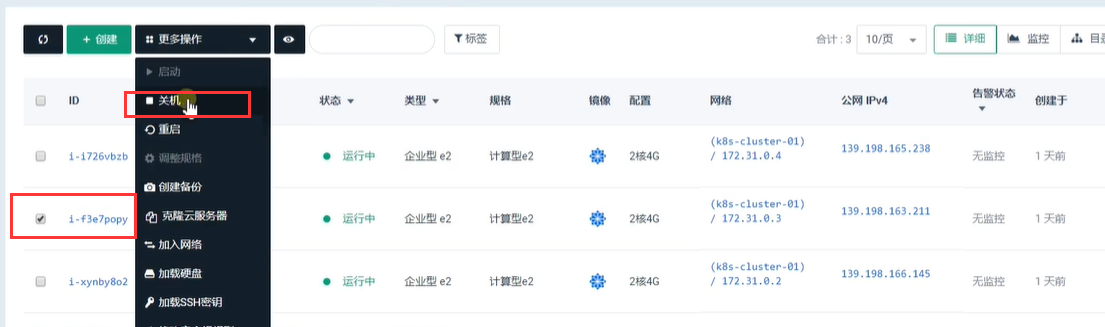 创建
更多操作
标签
合计 : 3
10/页
详细
监控
启动
关机
重启
调整规格
创建备份
克隆云服务器
加入网络
加载硬盘
加载SSH密钥
ID
状态
类型
规格
镜像
配置
网络
公网 IPv4
告警状态
创建于
i-i726vbzb
运行中
企业型 e2
计算型e2
2核4G
(k8s-cluster-01)
/ 172.31.0.4
139.198.165.238
无监控
1 天前
i-f3e7popy
运行中
企业型 e2
计算型e2
2核4G
(k8s-cluster-01)
/ 172.31.0.3
139.198.163.211
无监控
1 天前
i-xynby8o2
运行中
企业型 e2
计算型e2
2核4G
(k8s-cluster-01)
/ 172.31.0.2
139.198.166.145
无监控
1 天前